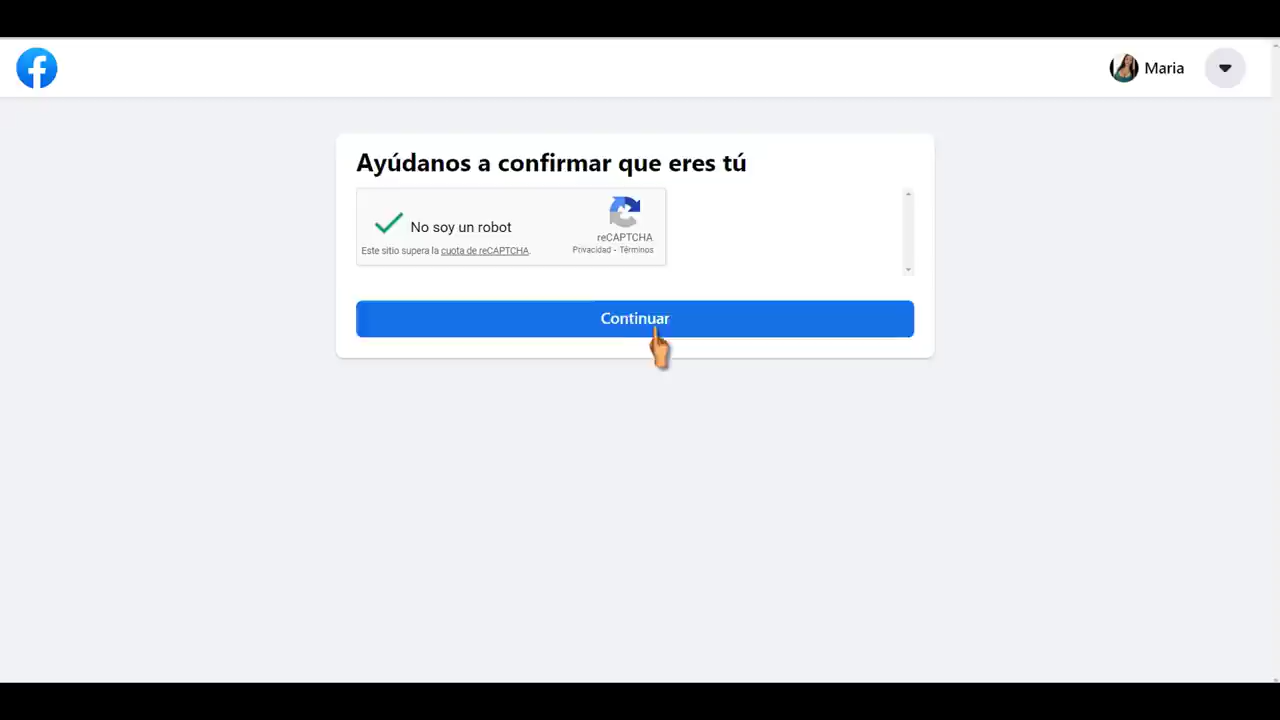 Maria
Ayúdanos a confirmar que eres tú
No soy un robot
reCAPTCHA
Este sitio supera la cuota de reCAPTCHA.
Privacidad - Términos
Continuar